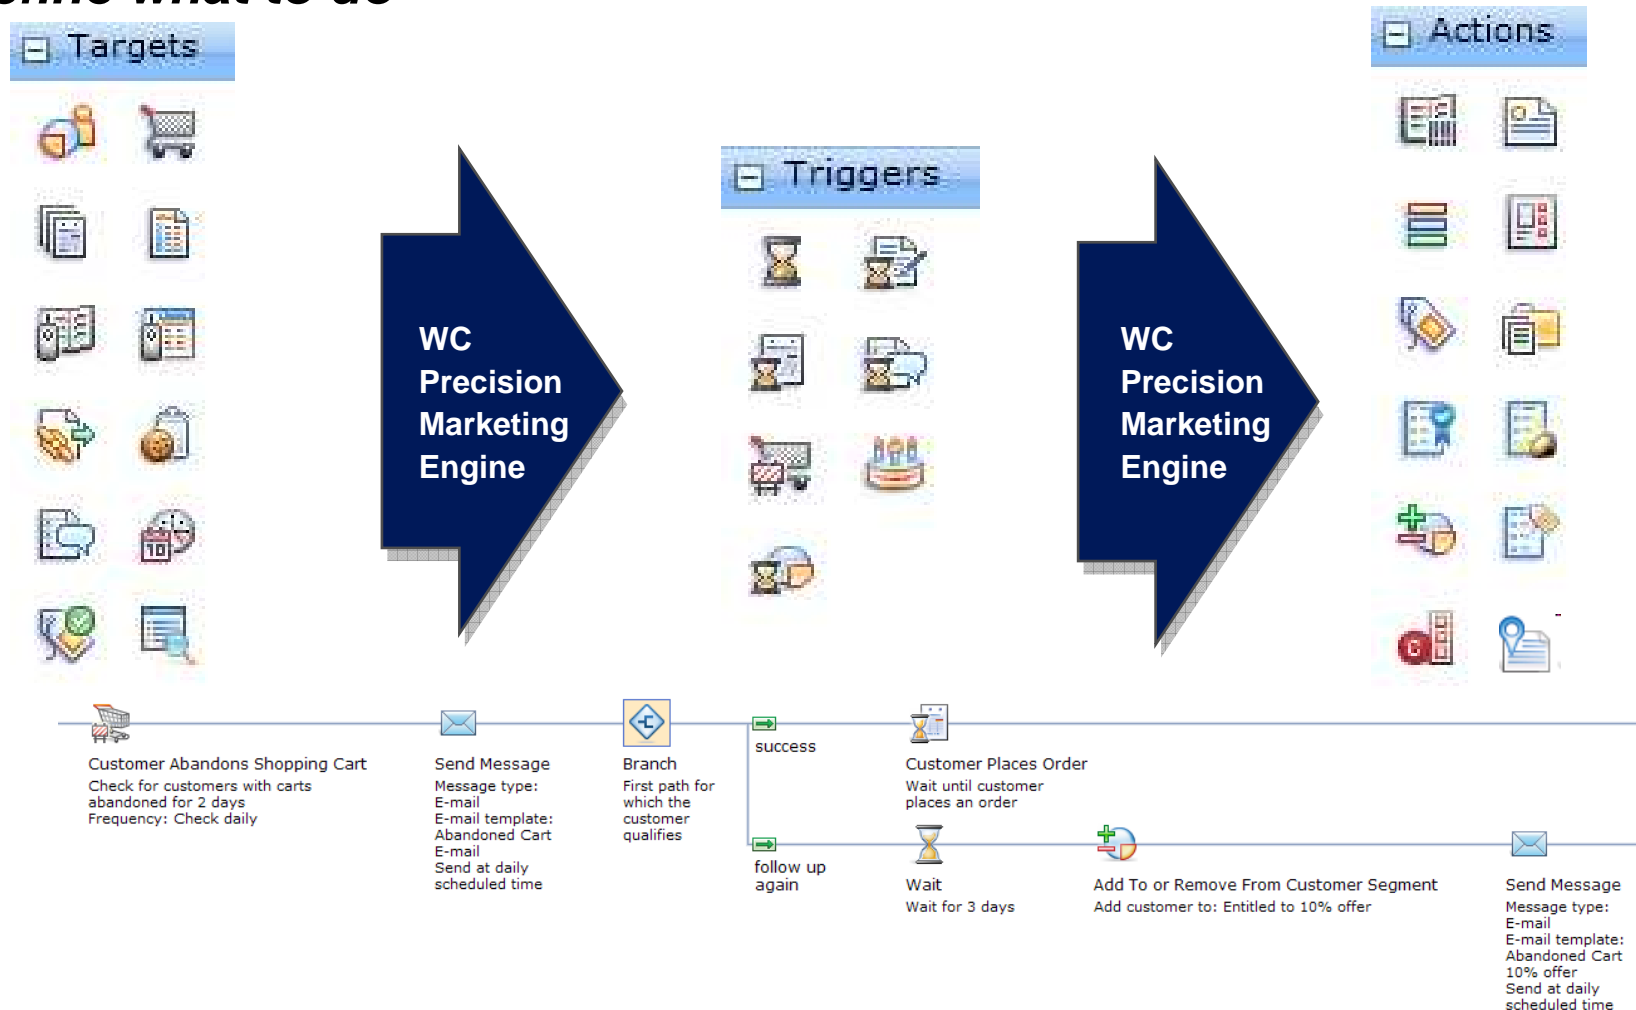 what to do
Targets
Actions
Triggers
WC
Precision
Marketing
Engine
WC
Precision
Marketing
Engine
10
C
success
Customer Abandons Shopping Cart
Check for customers with carts
abandoned for 2 days
Frequency: Check daily
Send Message
Message type:
E-mail
E-mail template:
Abandoned Cart
E-mail
Send at daily
scheduled time
Branch
First path for
which the
customer
qualifies
Customer Places Order
Wait until customer
places an order
follow up
again
Wait
Wait for 3 days
Add To or Remove From Customer Segment
Add customer to: Entitled to 10% offer
Send Message
Message type:
E-mail
E-mail template:
Abandoned Cart
10% offer
Send at daily
scheduled time